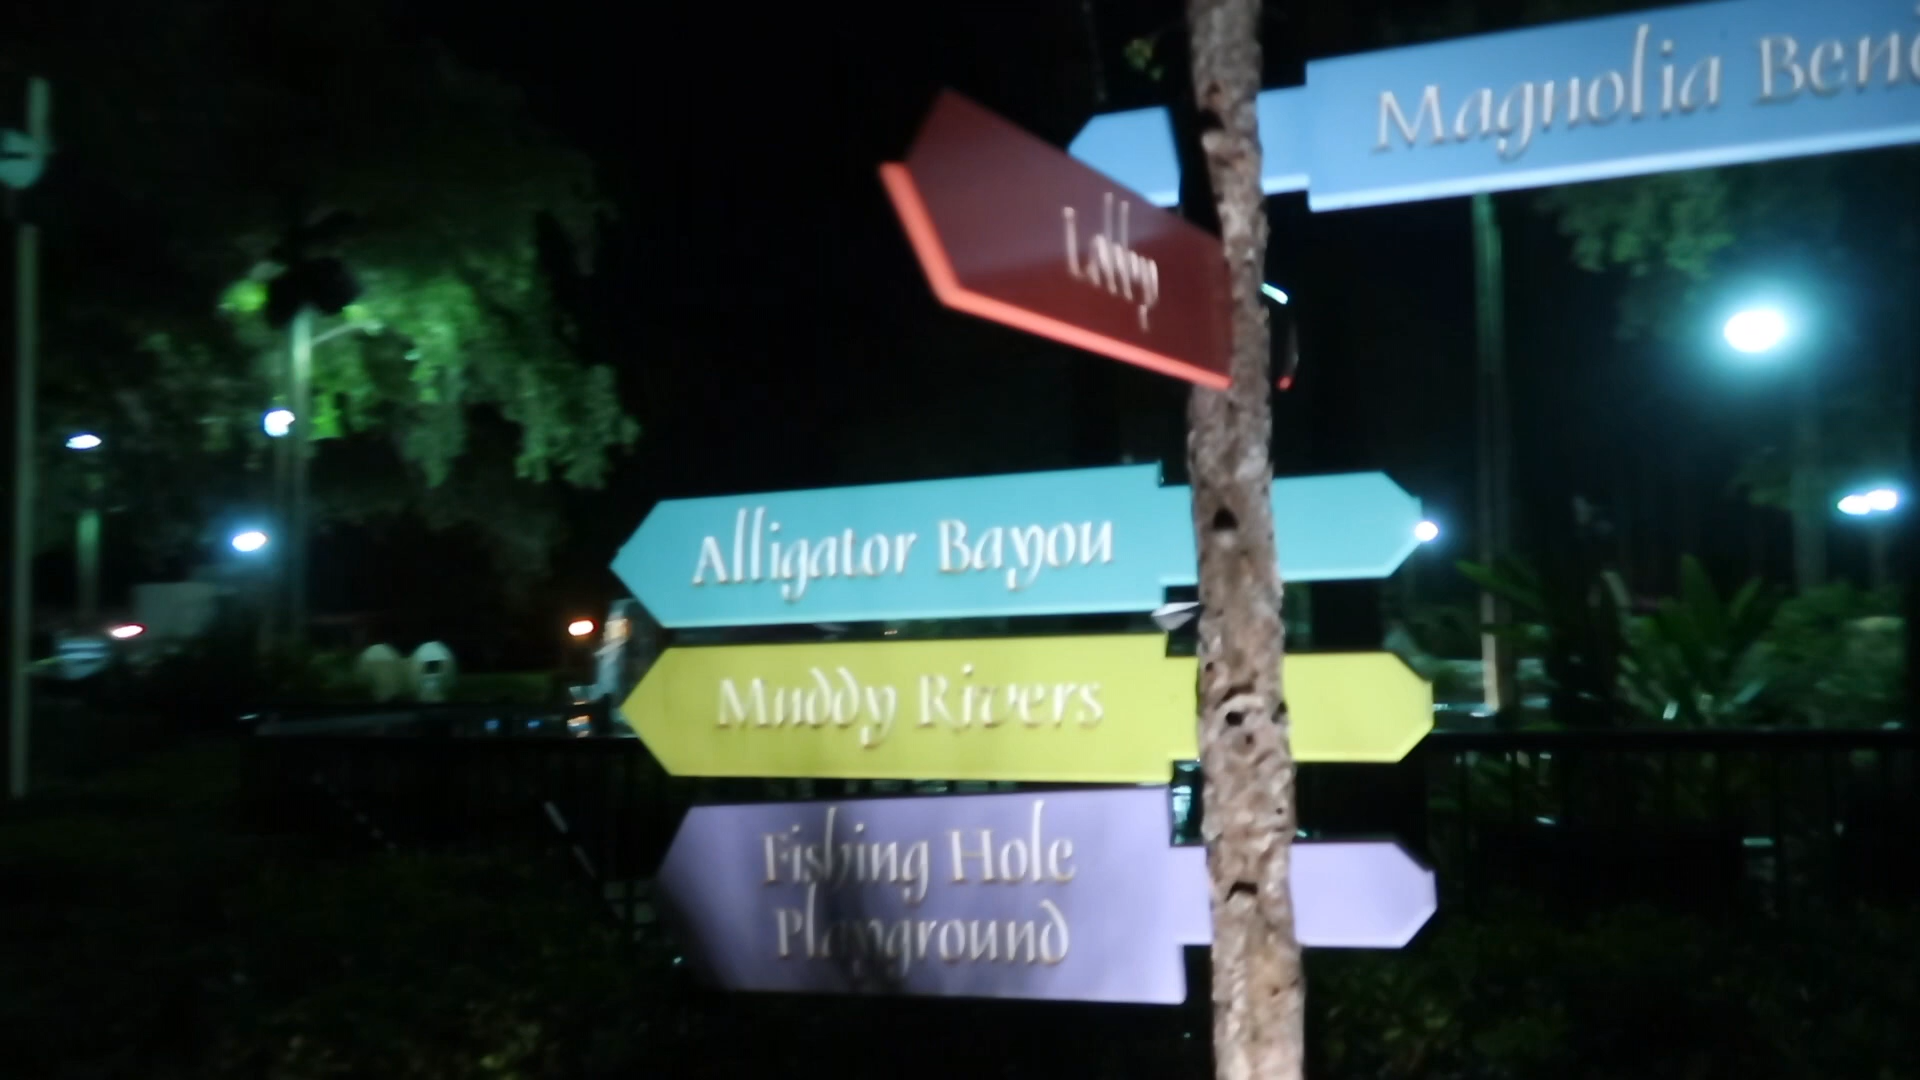 Magnolia Bend
Lobby
Alligator Bayou
Muddy Rivers
Fishing Hole
Playground